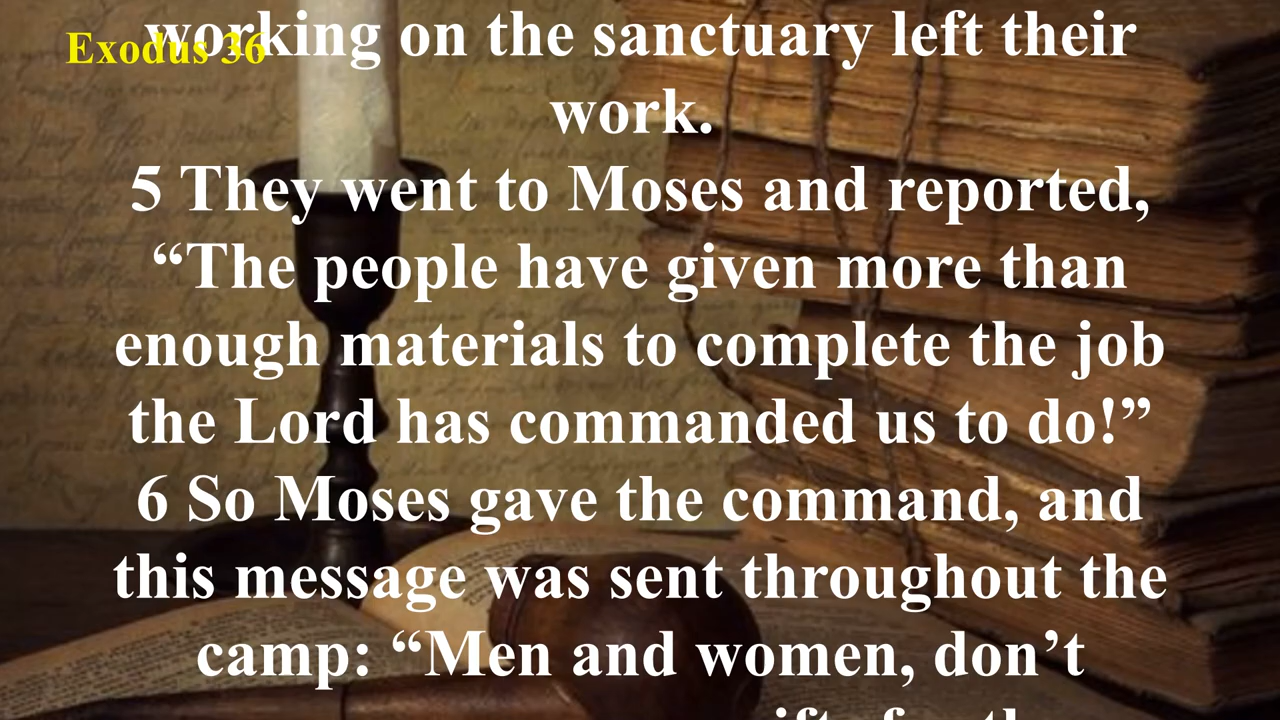 Exodus 36
working on the sanctuary left their
work.
5 They went to Moses and reported,
“The people have given more than
enough materials to complete the job
the Lord has commanded us to do!”
6 So Moses gave the command, and
this message was sent throughout the
camp: “Men and women, don’t